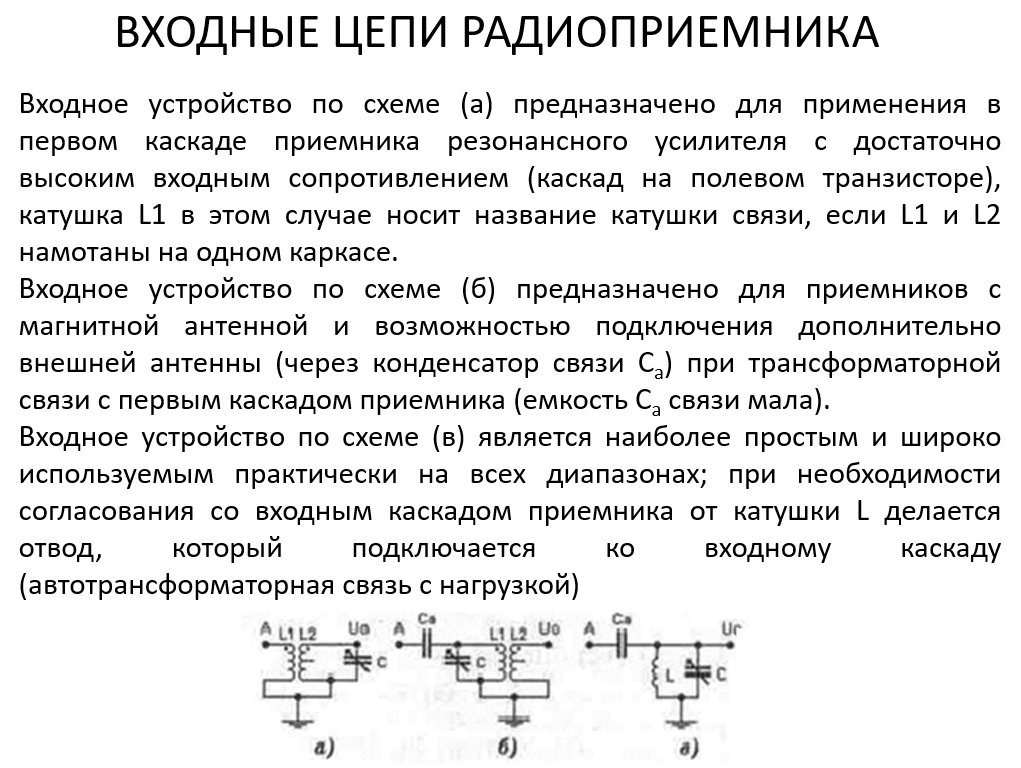 ВХОДНЫЕ ЦЕПИ РАДИОПРИЕМНИКА
Входное устройство по схеме (а) предназначено для применения в
первом каскаде приемника резонансного усилителя с достаточно
высоким входным сопротивлением (каскад на полевом транзисторе),
катушка L1 в этом случае носит название катушки связи, если L1 и L2
намотаны на одном каркасе.
Входное устройство по схеме (б) предназначено для приемников с
магнитной антенной и возможностью подключения дополнительно
внешней антенны (через конденсатор связи Cа) при трансформаторной
связи с первым каскадом приемника (емкость Cа связи мала).
Входное устройство по схеме (в) является наиболее простым и широко
используемым практически на всех диапазонах; при необходимости
согласования со входным каскадом приемника от катушки L делается
отвод, который подключается ко входному каскаду
(автотрансформаторная связь с нагрузкой)
А L1 L2 C
А Ca C L1 L2
А Ca L C
а) б) в)